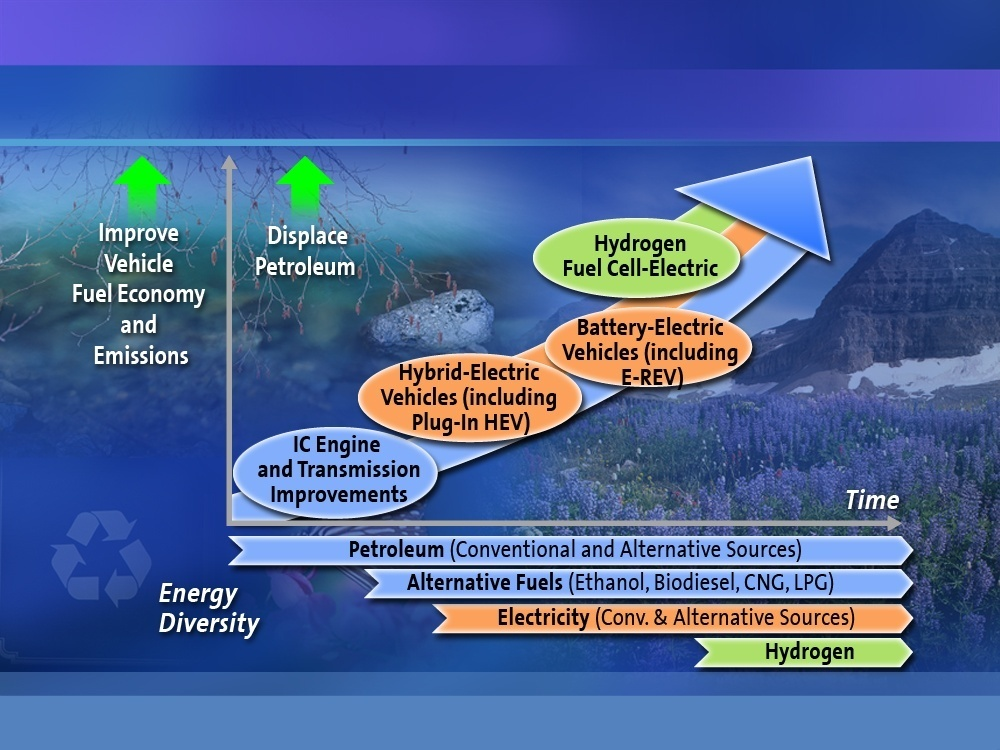 Improve
Vehicle
Fuel Economy
and
Emissions
Displace
Petroleum
Hydrogen
Fuel Cell-Electric
Battery-Electric
Vehicles (including
E-REV)
Hybrid-Electric
Vehicles (including
Plug-In HEV)
IC Engine
and Transmission
Improvements
Time
Energy
Diversity
Petroleum (Conventional and Alternative Sources)
Alternative Fuels (Ethanol, Biodiesel, CNG, LPG)
Electricity (Conv. & Alternative Sources)
Hydrogen